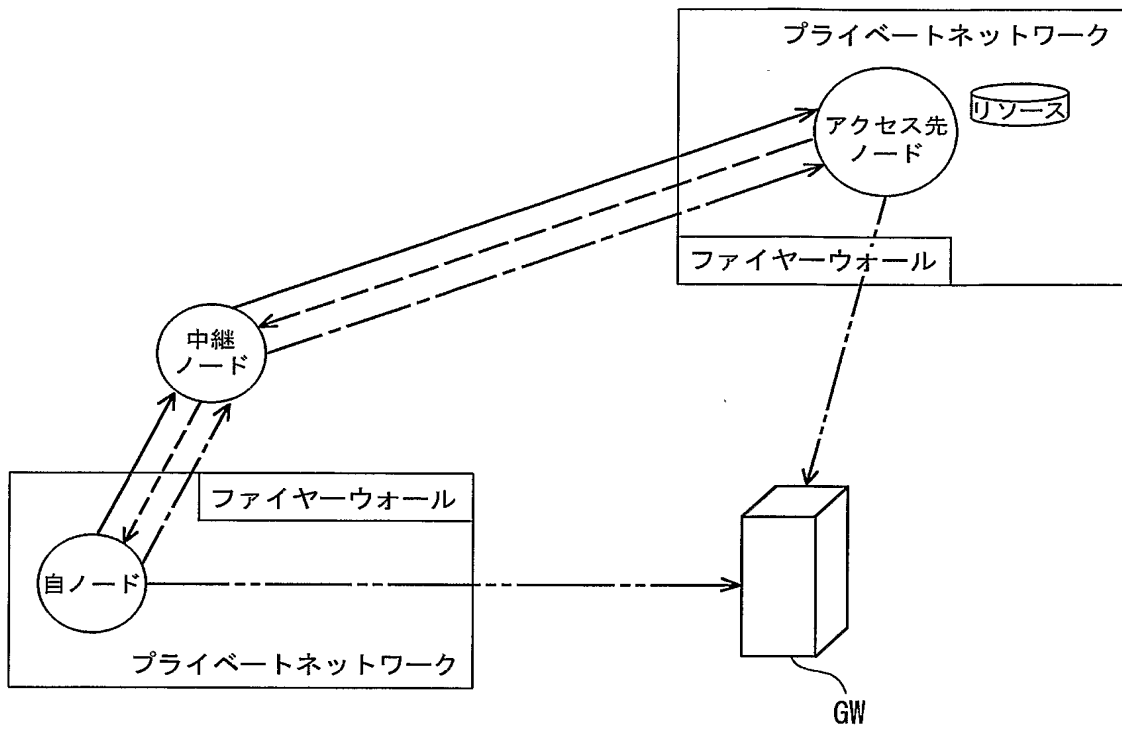 プライベートネットワーク
アクセス先
ノード
リソース
ファイヤーウォール
中継
ノード
ファイヤーウォール
自ノード
プライベートネットワーク
GW